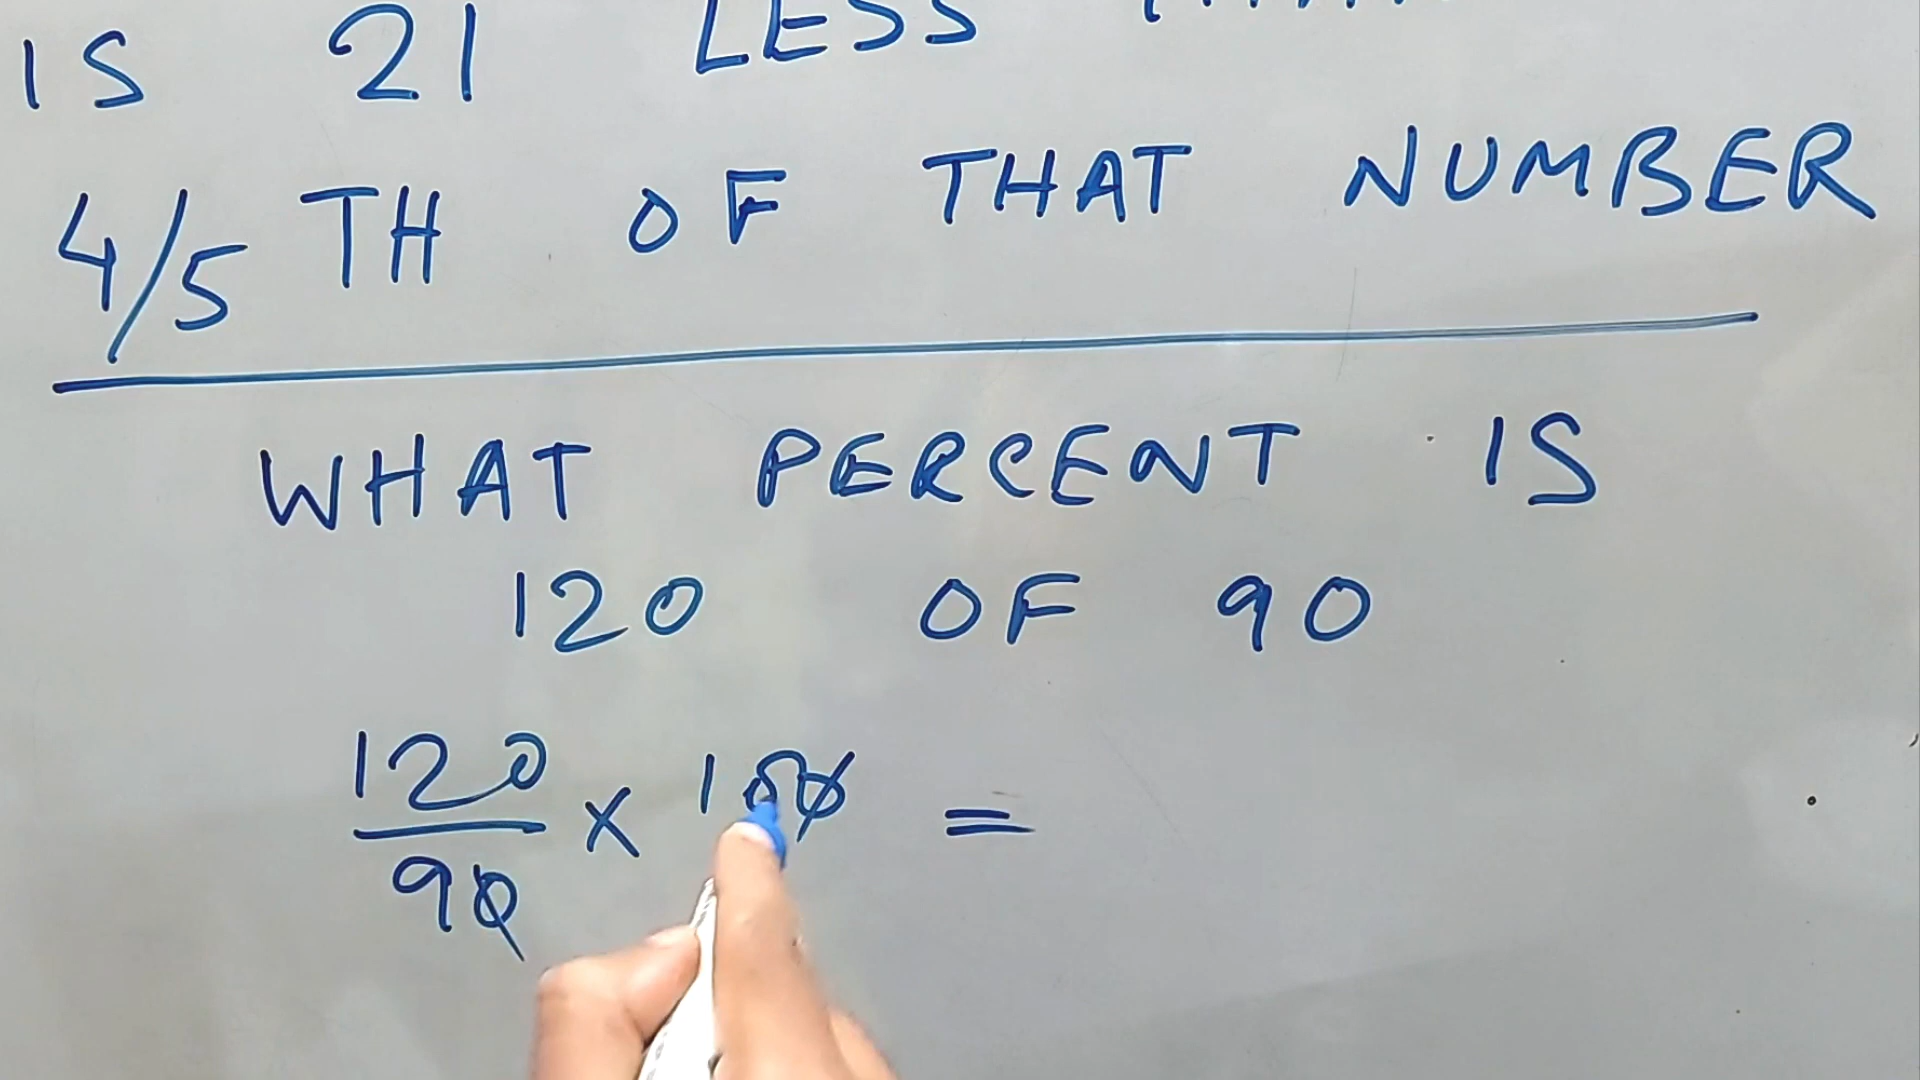 IS 21 LESS
4/5 TH OF THAT NUMBER
WHAT PERCENT IS
120 OF 90
120/90 × 100 =